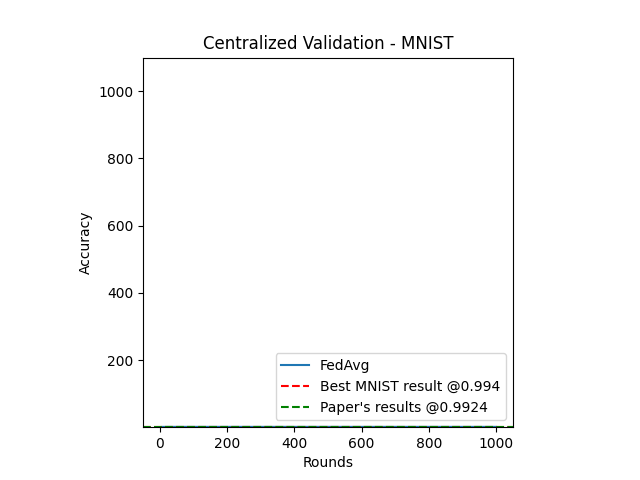 Centralized Validation - MNIST
1000
800
600
400
200
Accuracy
FedAvg
Best MNIST result @0.994
Paper's results @0.9924
0 200 400 600 800 1000
Rounds